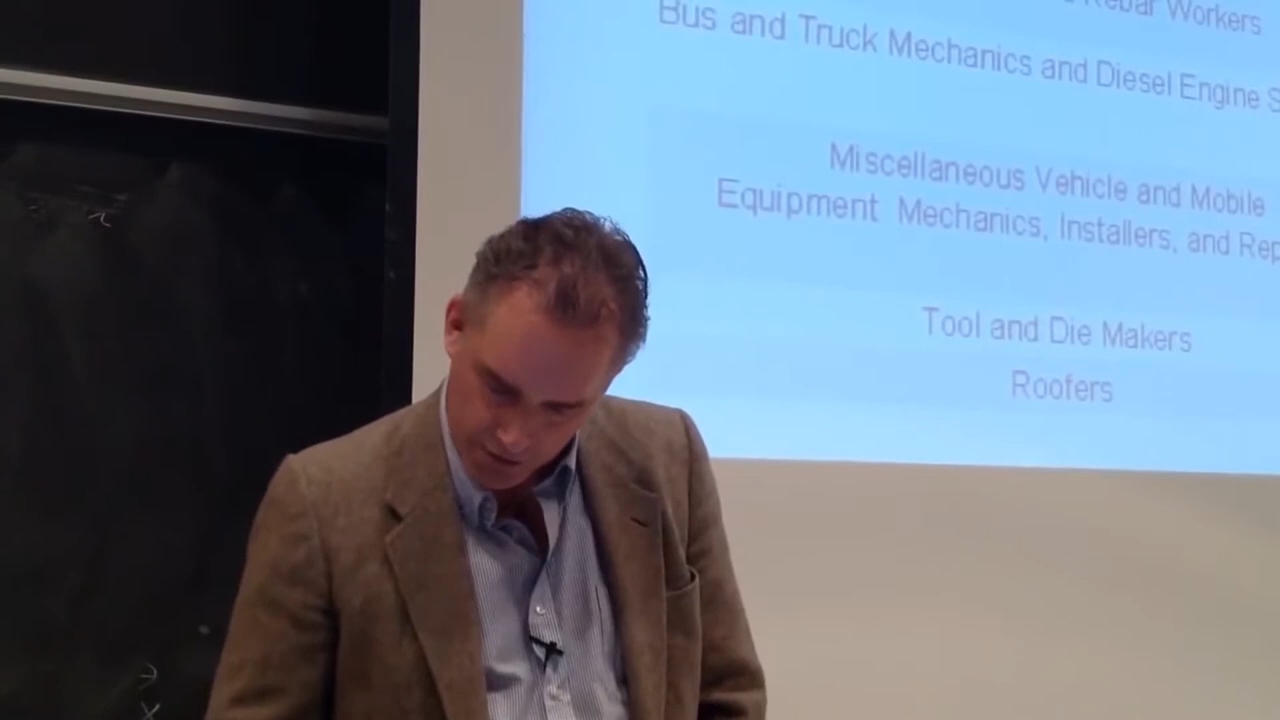 Rebar Workers
Bus and Truck Mechanics and Diesel Engine S
Miscellaneous Vehicle and Mobile
Equipment Mechanics, Installers, and Rep
Tool and Die Makers
Roofers